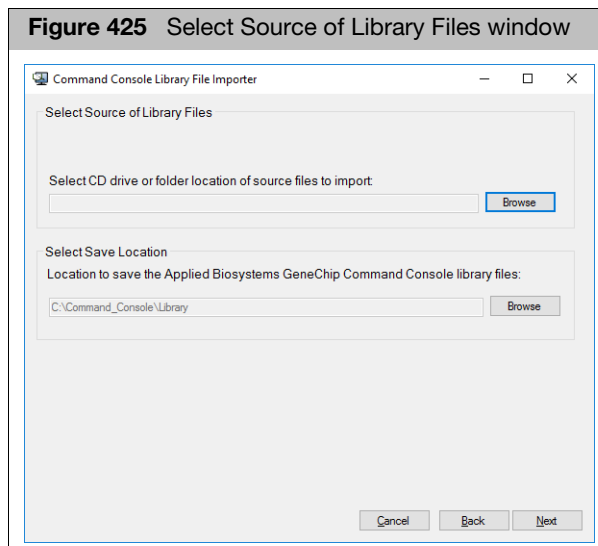 Figure 425 Select Source of Library Files window
Command Console Library File Importer
Select Source of Library Files
Select CD drive or folder location of source files to import:
Browse
Select Save Location
Location to save the Applied Biosystems GeneChip Command Console library files:
C:\Command_Console\Library
Browse
Cancel Back Next